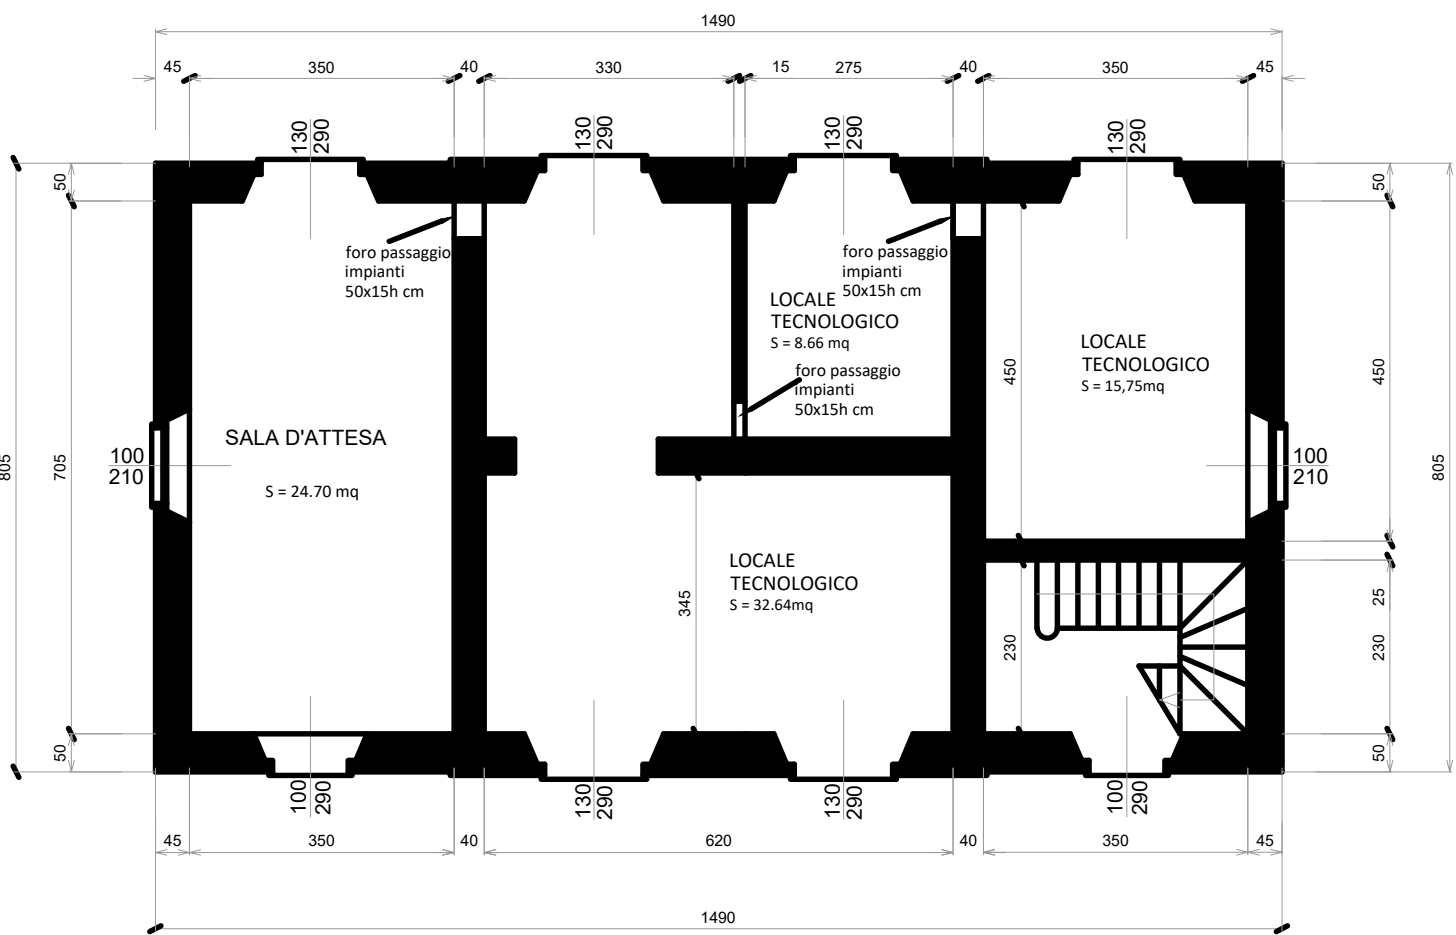 1490
45
350
40
330
15
275
40
350
45
130
290
130
290
130
290
130
290
50
50
foro passaggio
impianti
50x15h cm
foro passaggio
impianti
50x15h cm
LOCALE
TECNOLOGICO
S = 8.66 mq
LOCALE
TECNOLOGICO
S = 15,75mq
foro passaggio
impianti
50x15h cm
450
450
SALA D'ATTESA
S = 24.70 mq
100
210
100
210
805
705
805
LOCALE
TECNOLOGICO
S = 32.64mq
345
230
25
230
50
50
100
290
130
290
130
290
100
290
45
350
40
620
40
350
45
1490